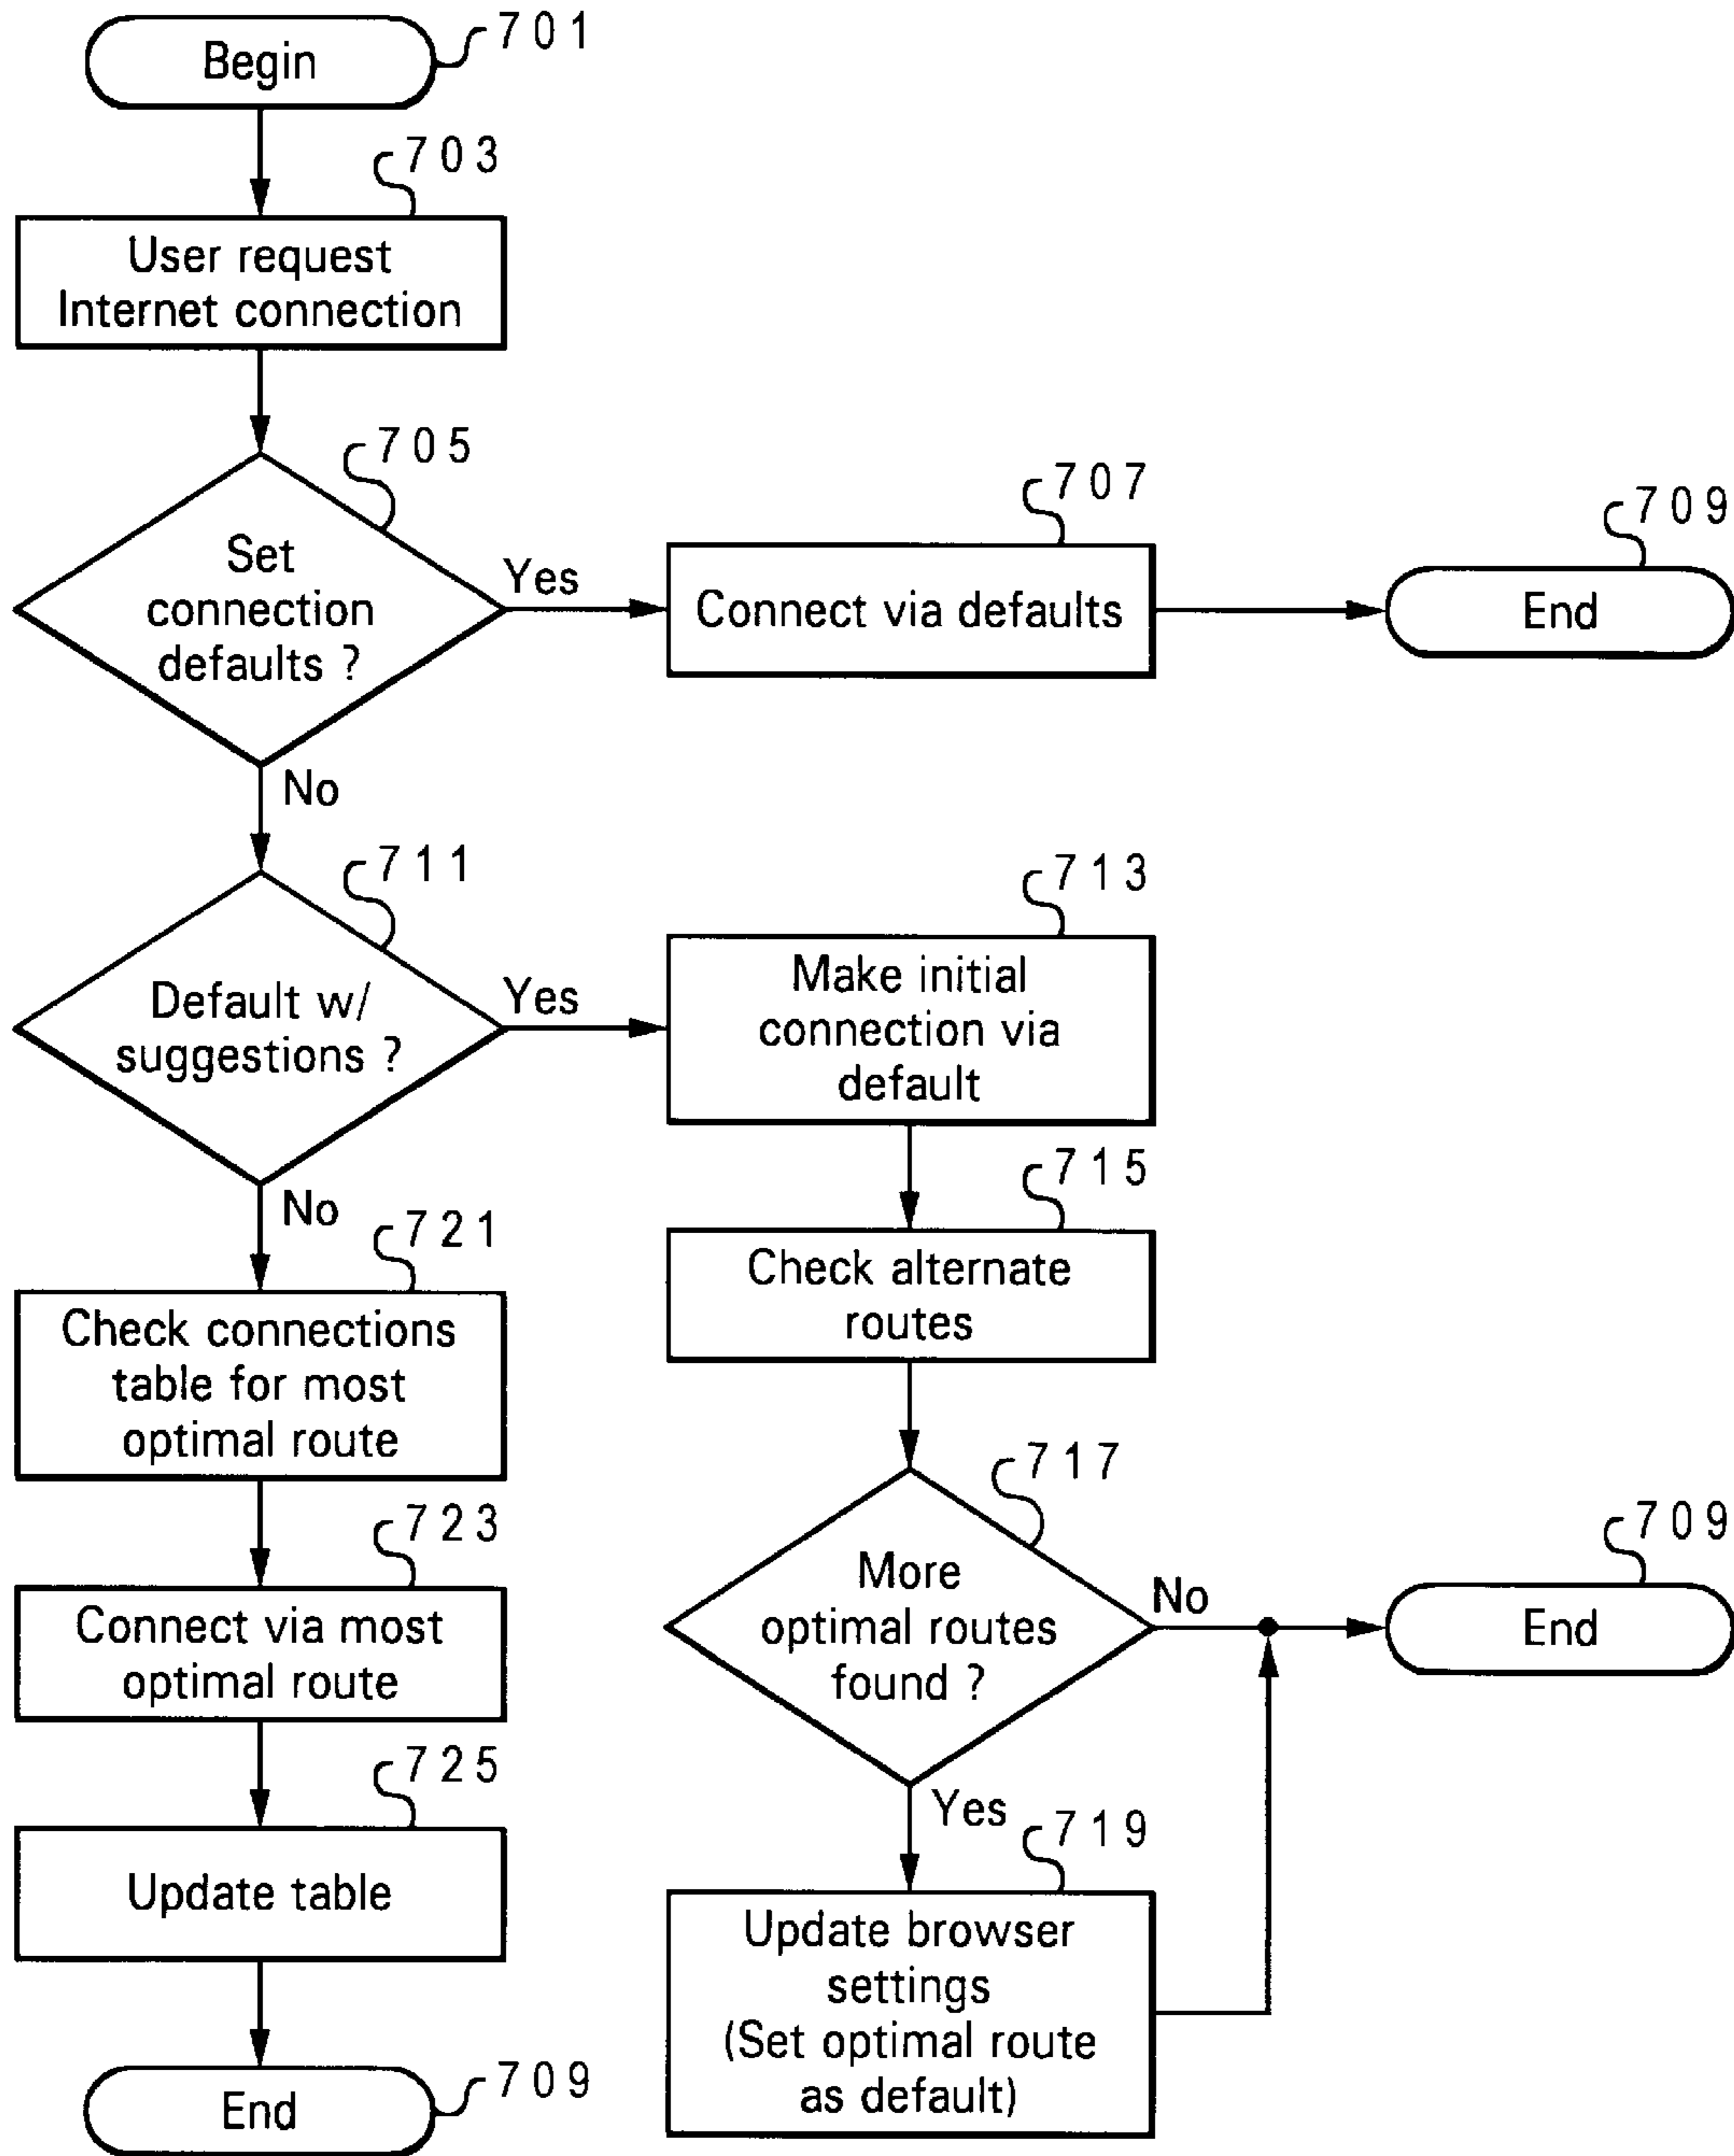 Begin
701
703
User request
Internet connection
705
Set
connection
defaults ?
Yes
707
Connect via defaults
709
End
No
711
Default w/
suggestions ?
Yes
713
Make initial
connection via
default
715
Check alternate
routes
717
More
optimal routes
found ?
No
709
End
Yes
719
Update browser
settings
(Set optimal route
as default)
No
721
Check connections
table for most
optimal route
723
Connect via most
optimal route
725
Update table
End
709